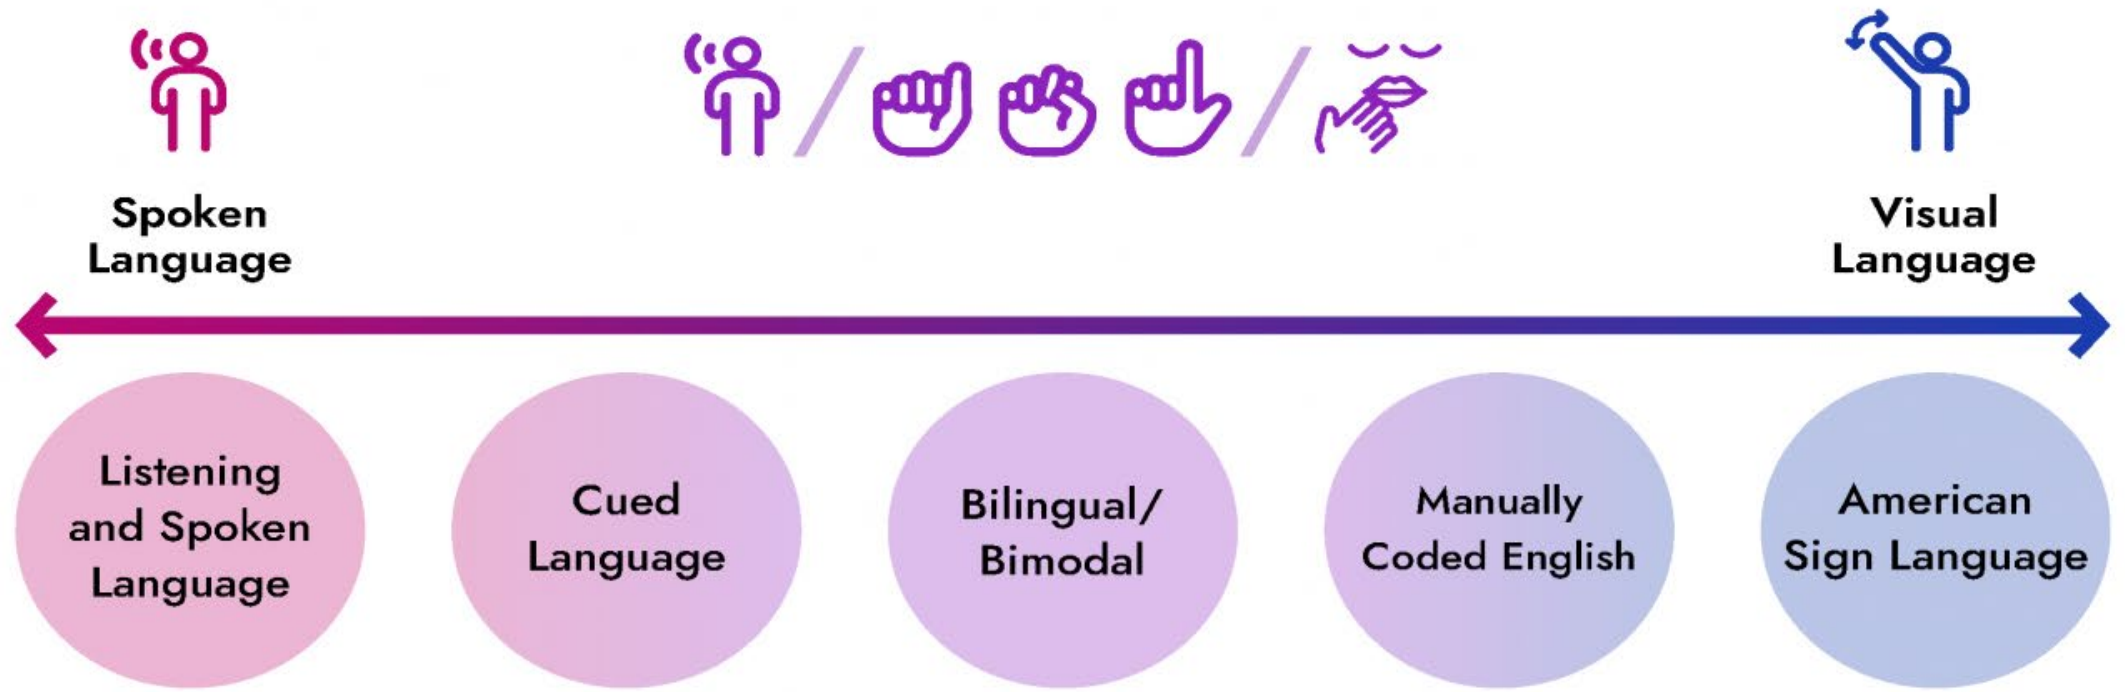 Spoken
Language
Visual
Language
Listening
and Spoken
Language
Cued
Language
Bilingual/
Bimodal
Manually
Coded English
American
Sign Language